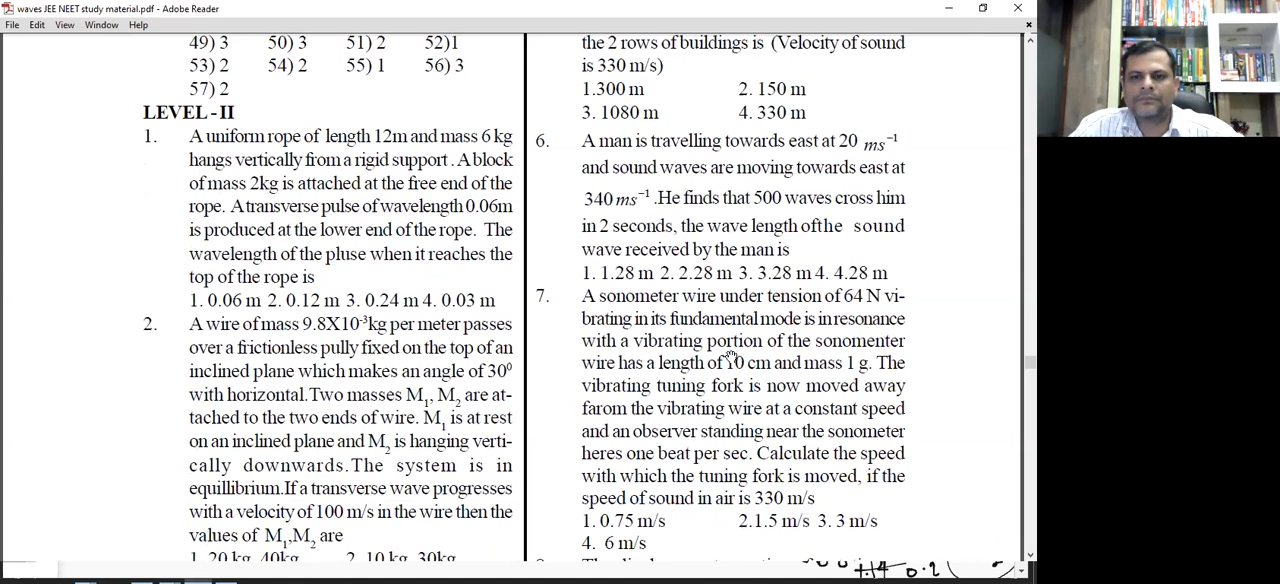 waves JEE NEET study material.pdf - Adobe Reader
File Edit View Window Help
49) 3 50) 3 51) 2 52)1
53) 2 54) 2 55) 1 56) 3
57) 2
LEVEL - II
1. A uniform rope of length 12m and mass 6 kg
hangs vertically from a rigid support . A block
of mass 2kg is attached at the free end of the
rope. A transverse pulse of wavelength 0.06m
is produced at the lower end of the rope. The
wavelength of the pluse when it reaches the
top of the rope is
1. 0.06 m 2. 0.12 m 3. 0.24 m 4. 0.03 m
2. A wire of mass 9.8X10⁻³kg per meter passes
over a frictionless pully fixed on the top of an
inclined plane which makes an angle of 30⁰
with horizontal. Two masses M₁, M₂ are at-
tached to the two ends of wire. M₁ is at rest
on an inclined plane and M₂ is hanging verti-
cally downwards.The system is in
equillibrium.If a transverse wave progresses
with a velocity of 100 m/s in the wire then the
values of M₁,M₂ are
1. 20 kg, 40kg 2. 10 kg, 30kg
the 2 rows of buildings is (Velocity of sound
is 330 m/s)
1.300 m 2. 150 m
3. 1080 m 4. 330 m
6. A man is travelling towards east at 20 ms⁻¹
and sound waves are moving towards east at
340 ms⁻¹ .He finds that 500 waves cross him
in 2 seconds, the wave length ofthe sound
wave received by the man is
1. 1.28 m 2. 2.28 m 3. 3.28 m 4. 4.28 m
7. A sonometer wire under tension of 64 N vi-
brating in its fundamental mode is in resonance
with a vibrating portion of the sonomenter
wire has a length of 10 cm and mass 1 g. The
vibrating tuning fork is now moved away
farom the vibrating wire at a constant speed
and an observer standing near the sonometer
heres one beat per sec. Calculate the speed
with which the tuning fork is moved, if the
speed of sound in air is 330 m/s
1. 0.75 m/s 2.1.5 m/s 3. 3 m/s
4. 6 m/s